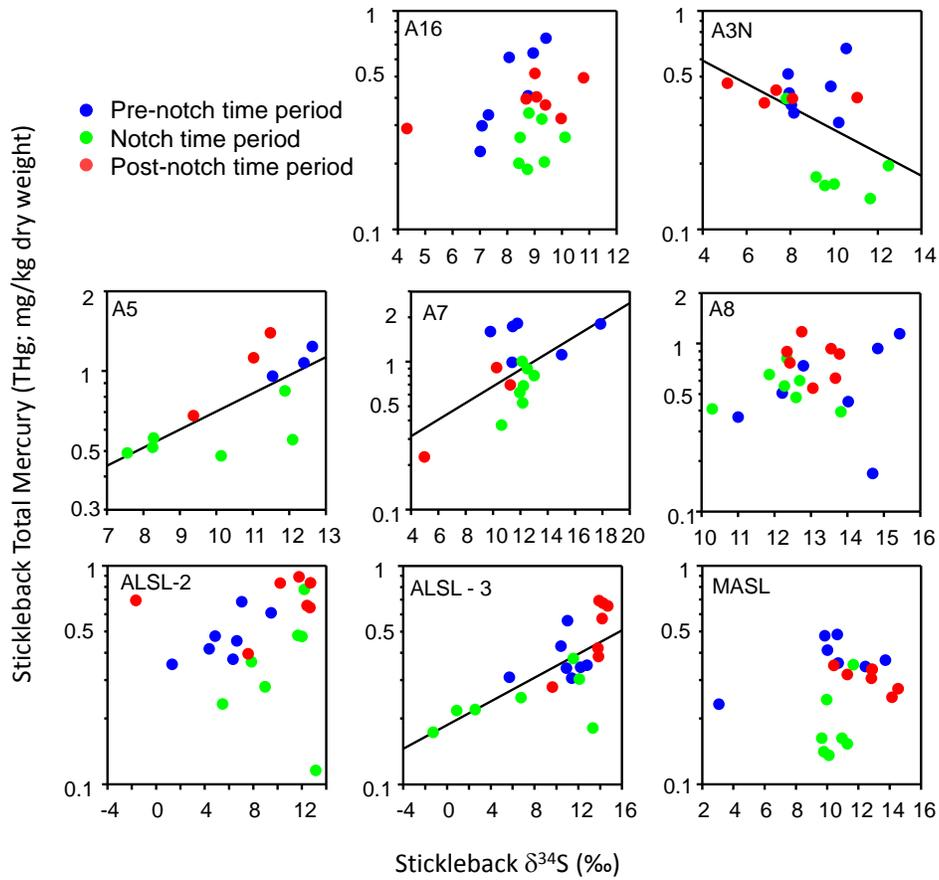 Stickleback Total Mercury (THg; mg/kg dry weight)
Pre-notch time period
Notch time period
Post-notch time period
A16
1
0.5
0.1
4 5 6 7 8 9 10 11 12
A3N
1
0.5
0.1
4 6 8 10 12 14
A5
2
1
0.5
0.3
7 8 9 10 11 12 13
A7
2
1
0.5
0.1
4 6 8 10 12 14 16 18 20
A8
2
1
0.5
0.1
10 11 12 13 14 15 16
ALSL-2
1
0.5
0.1
-4 0 4 8 12
ALSL - 3
1
0.5
0.1
-4 0 4 8 12 16
MASL
1
0.5
0.1
2 4 6 8 10 12 14 16
Stickleback δ³⁴S (‰)